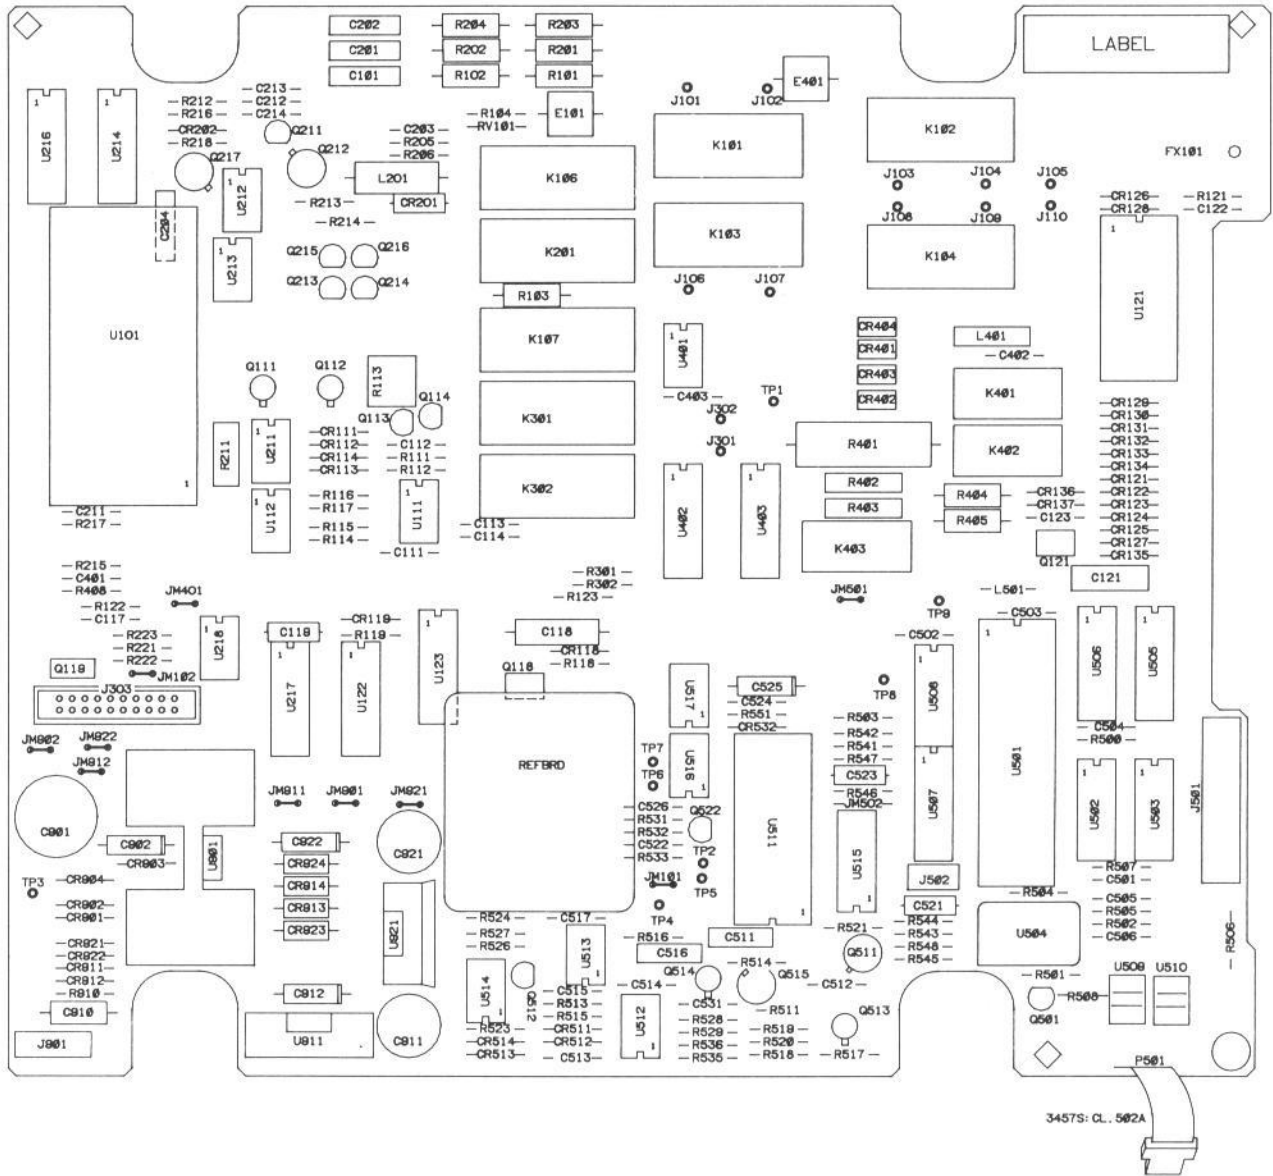 C202 R204 R203 LABEL
C201 R202 R201
C101 R102 R101 E401
C213
R212 C212 J101 J102
R216 C214 R104 E101 K102
U216 U214 CR202 Q211 C203 RV101 K101
R218 Q212 R205 FX101
Q217 R206
L201 K106 J103 J104 J105
U212 CR126 R121
R213 CR201 CR128 C122
C204 R214 J108 J109 J110
K103
U213 Q215 Q216 K201 K104 U121
Q213 Q214 J106 J107
R103
U101 K107 U401 CR404 L401
CR401 C402
Q111 Q112 R113 CR403
C403 TP1 CR402 K401
Q113 Q114 J302 CR129
K301 CR130
CR111 J301 CR131
R211 U211 CR112 C112 R401 K402 CR132
CR114 R111 CR133
CR113 R112 CR134
R402 CR121
K302 R404 CR136 CR122
R116 U402 U403 R403 CR137 CR123
C211 R117 U111 R405 C123 CR124
R217 U112 R115 C113 CR125
R114 C114 K403 CR127
C111 Q121 CR135
R215 R301 C121
C401 R302 L501
R408 JM401 R123 JM501
R122 TP9 C503
C117 CR119
R223 U218 C119 R119 C118 C502 U506 U505
R221 U123 CR118
R222 R118
Q119 Q118 U508
JM102 U217 U122 U517 C525 TP8
J303 C524
R551 R503 C504
JM902 JM922 CR532 R542 R500
TP7 R541 U501
JM912 REFBRD U516 R547
TP6 C523 U507 U502 U503 J501
JM911 JM901 JM921 C526 R546
C901 R531 Q522 JM502
C902 C922 R532 U511
U901 C921 C522
CR903 CR924 R533 TP2 U515 R507
TP3 CR904 CR914 JM101 TP5 J502 C501
R504
CR902 CR913 TP4 C521 C505
CR901 R524 C517 R544 R505
CR923 R527 R521 R543 U504 R502
CR921 U921 R526 R516 C511 R548 C506 R506
CR922 U513 C516 Q511 R545
CR911 R514 R501 U509 U510
CR912 Q514 Q515
R910 C912 U514 Q512 C515 C514 C512 R508
R513 C531 R511
C910 R515 R528 Q513 Q501
R523 CR511 U512 R529 R519
J901 U911 C911 CR514 CR512 R536 R520
CR513 C513 R535 R518 R517
P501
3457S: CL. 502A